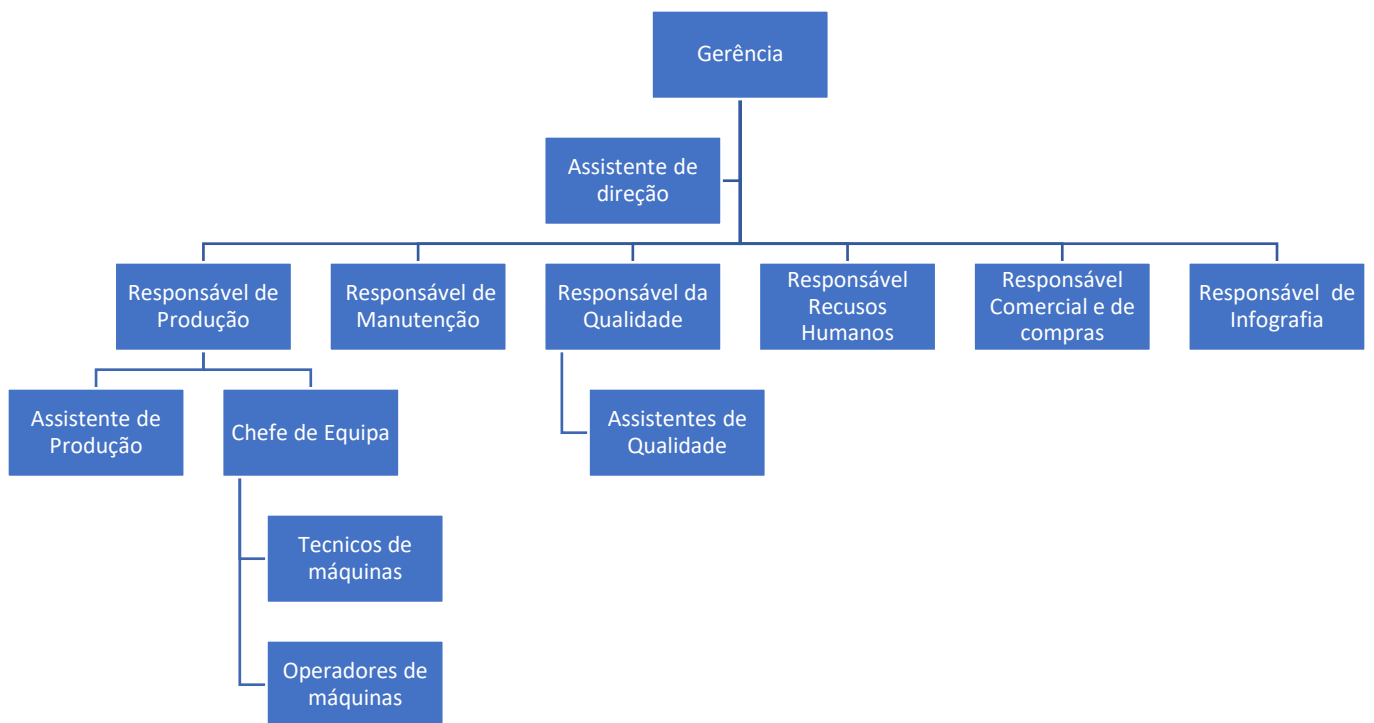 Gerência
Assistente de
direção
Responsável de
Produção
Responsável de
Manutenção
Responsável da
Qualidade
Responsável
Recusos
Humanos
Responsável
Comercial e de
compras
Responsável de
Infografia
Assistente de
Produção
Chefe de Equipa
Assistentes de
Qualidade
Tecnicos de
máquinas
Operadores de
máquinas